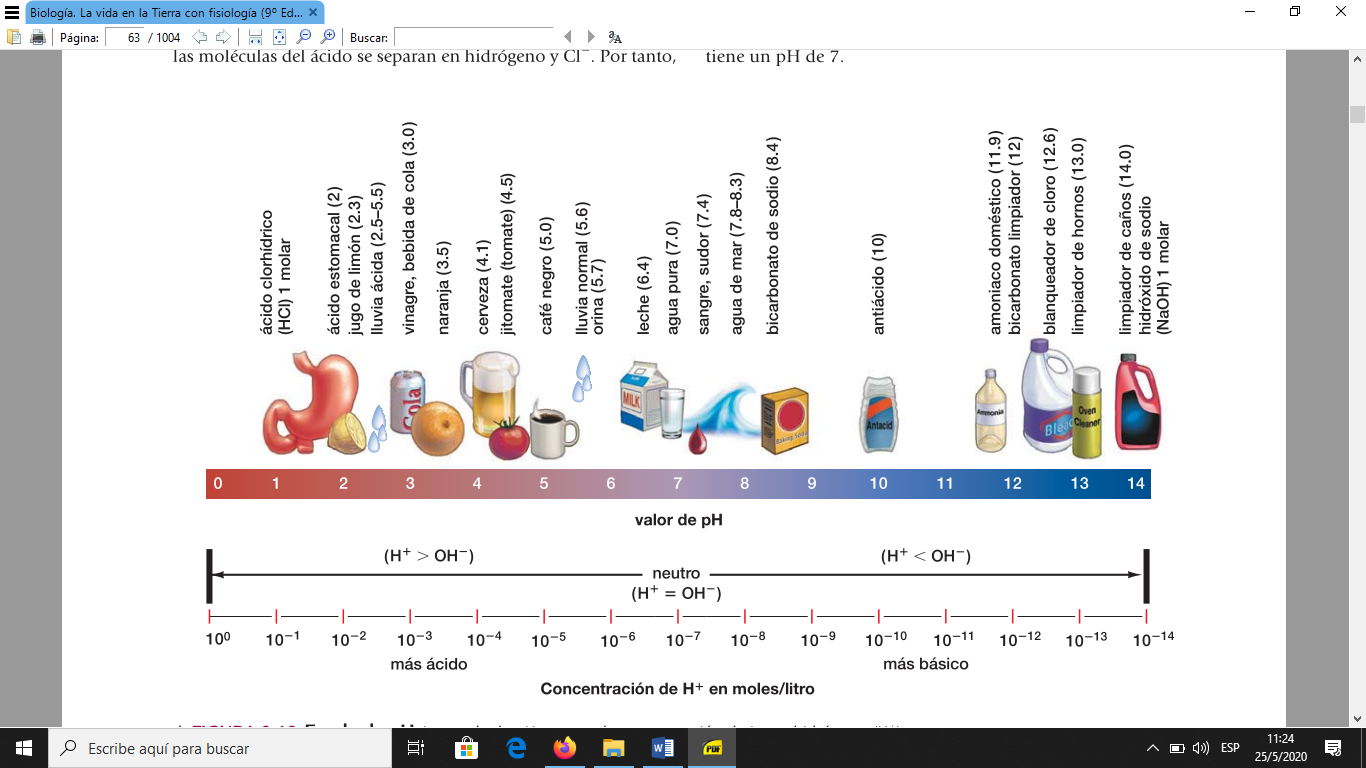 Biología. La vida en la Tierra con fisiología (9º Ed...
Página: 63 / 1004 Buscar:
las moléculas del ácido se separan en hidrógeno y Cl⁻. Por tanto,
tiene un pH de 7.
ácido clorhídrico
(HCl) 1 molar
ácido estomacal (2)
jugo de limón (2.3)
lluvia ácida (2.5–5.5)
vinagre, bebida de cola (3.0)
naranja (3.5)
cerveza (4.1)
jitomate (tomate) (4.5)
café negro (5.0)
lluvia normal (5.6)
orina (5.7)
leche (6.4)
agua pura (7.0)
sangre, sudor (7.4)
agua de mar (7.8–8.3)
bicarbonato de sodio (8.4)
antiácido (10)
amoniaco doméstico (11.9)
bicarbonato limpiador (12)
blanqueador de cloro (12.6)
limpiador de hornos (13.0)
limpiador de caños (14.0)
hidróxido de sodio
(NaOH) 1 molar
Cola
MILK
Baking Soda
Antacid
Ammonia
Bleach
Oven
Cleaner
0 1 2 3 4 5 6 7 8 9 10 11 12 13 14
valor de pH
(H⁺ > OH⁻)
neutro
(H⁺ = OH⁻)
(H⁺ < OH⁻)
10⁰ 10⁻¹ 10⁻² 10⁻³ 10⁻⁴ 10⁻⁵ 10⁻⁶ 10⁻⁷ 10⁻⁸ 10⁻⁹ 10⁻¹⁰ 10⁻¹¹ 10⁻¹² 10⁻¹³ 10⁻¹⁴
más ácido
más básico
Concentración de H⁺ en moles/litro
Escribe aquí para buscar
PDF
ESP
11:24
25/5/2020